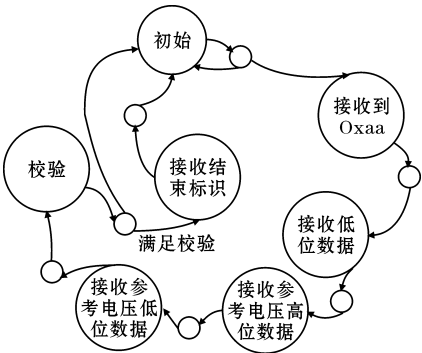 初始
接收到
Oxaa
校验
接收结
束标识
接收低
位数据
满足校验
接收参
考电压低
位数据
接收参
考电压高
位数据